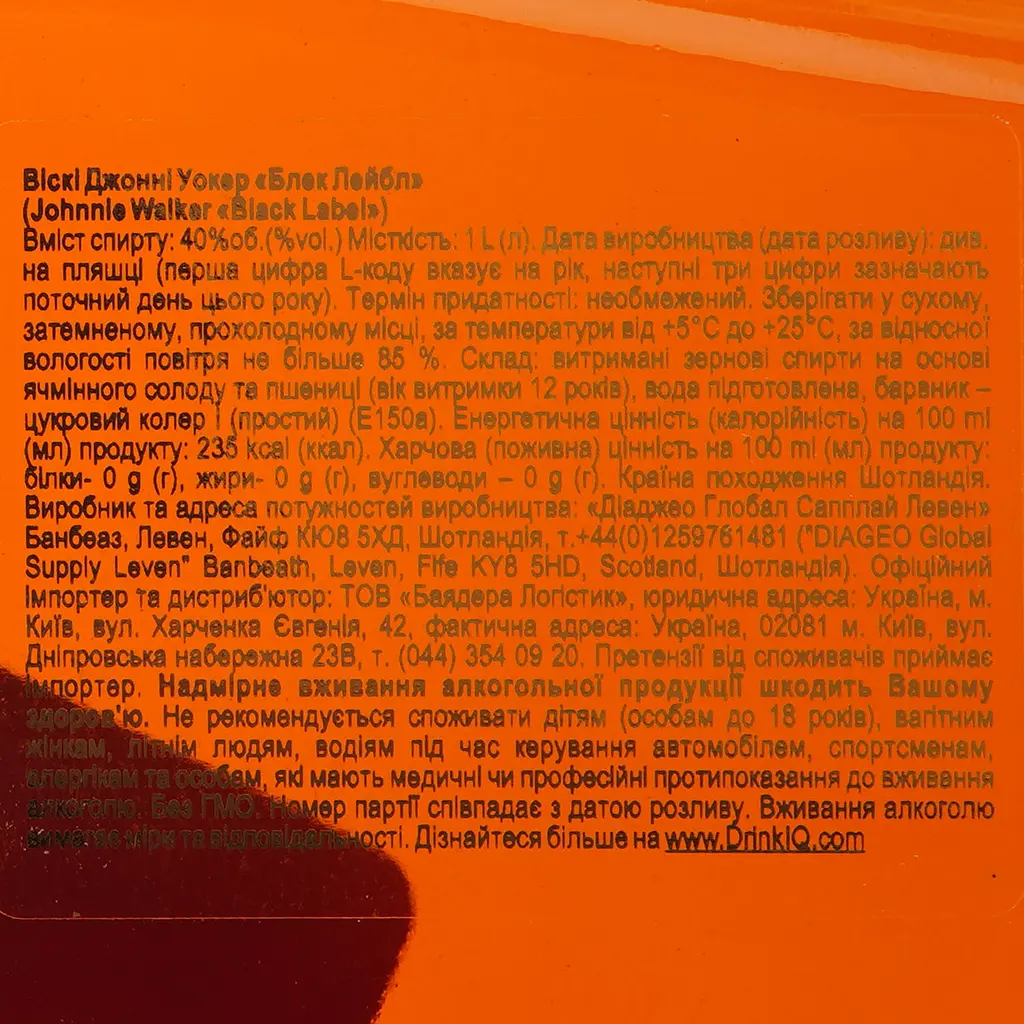 Віскі Джонні Уокер «Блек Лейбл»
(Johnnie Walker «Black Label»)
Вміст спирту: 40%об.(%vol.) Місткість: 1 L (л). Дата виробництва (дата розливу): див.
на пляшці (перша цифра L-коду вказує на рік, наступні три цифри зазначають
поточний день цього року). Термін придатності: необмежений. Зберігати у сухому,
затемненому, прохолодному місці, за температури від +5°С до +25°С, за відносної
вологості повітря не більше 85 %. Склад: витримані зернові спирти на основі
ячмінного солоду та пшениці (вік витримки 12 років), вода підготовлена, барвник –
цукровий колер I (простий) (Е150а). Енергетична цінність (калорійність) на 100 ml
(мл) продукту: 235 kcal (ккал). Харчова (поживна) цінність на 100 ml (мл) продукту:
білки- 0 g (г), жири- 0 g (г), вуглеводи – 0 g (г). Країна походження Шотландія.
Виробник та адреса потужностей виробництва: «Діаджео Глобал Сапплай Левен»
Банбеаз, Левен, Файф КЮ8 5ХД, Шотландія, т.+44(0)1259761481 ("DIAGEO Global
Supply Leven" Banbeath, Leven, Fife KY8 5HD, Scotland, Шотландія). Офіційний
імпортер та дистриб'ютор: ТОВ «Баядера Логістик», юридична адреса: Україна, м.
Київ, вул. Харченка Євгенія, 42, фактична адреса: Україна, 02081 м. Київ, вул.
Дніпровська набережна 23В, т. (044) 354 09 20. Претензії від споживачів приймає
імпортер. Надмірне вживання алкогольної продукції шкодить Вашому
здоров'ю. Не рекомендується споживати дітям (особам до 18 років), вагітним
жінкам, літнім людям, водіям під час керування автомобілем, спортсменам,
алергікам та особам, які мають медичні чи професійні протипоказання до вживання
алкоголю. Без ГМО. Номер партії співпадає з датою розливу. Вживання алкоголю
вимагає міри та відповідальності. Дізнайтеся більше на www.DrinkIQ.com